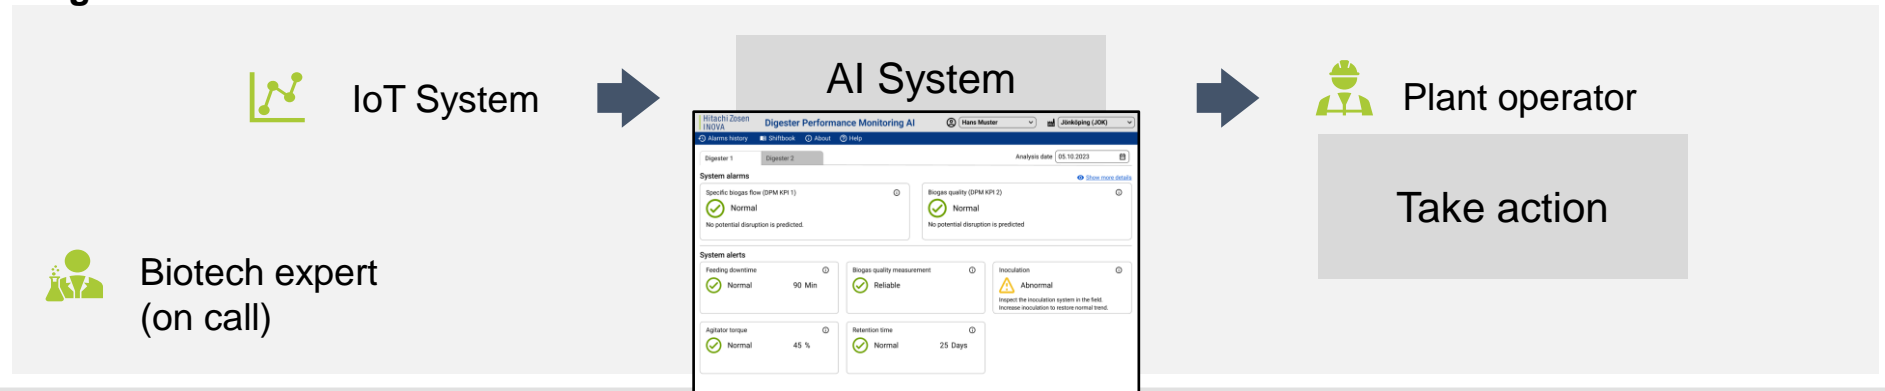 IoT System
AI System
Plant operator
Take action
Biotech expert
(on call)
Hitachi Zosen
INOVA
Digester Performance Monitoring AI
Hans Muster
Jönköping (JOK)
Alarms history
Shiftbook
About
Help
Digester 1
Digester 2
Analysis date
05.10.2023
System alarms
Show more details
Specific biogas flow (DPM KPI 1)
Normal
No potential disruption is predicted.
Biogas quality (DPM KPI 2)
Normal
No potential disruption is predicted
System alerts
Feeding downtime
Normal 90 Min
Biogas quality measurement
Reliable
Inoculation
Abnormal
Inspect the inoculation system in the field.
Increase inoculation to restore normal trend.
Agitator torque
Normal 45 %
Retention time
Normal 25 Days